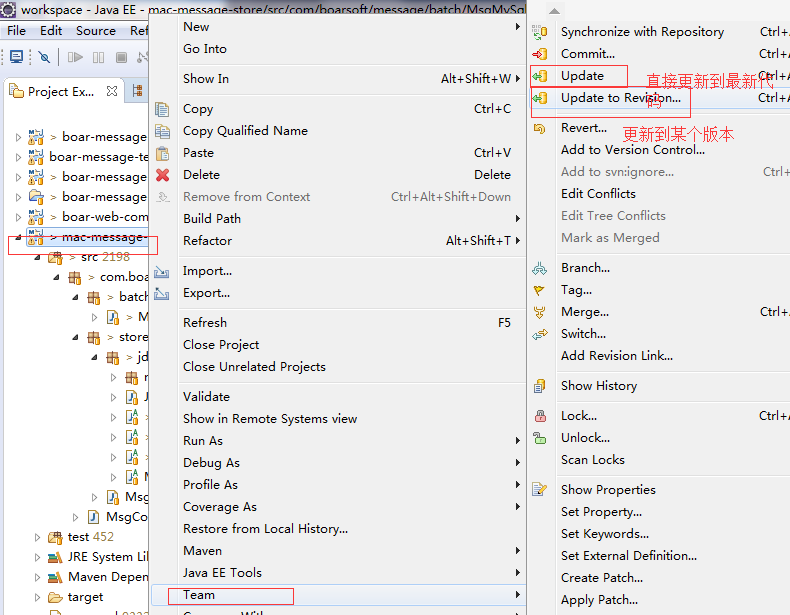 workspace - Java EE - mac-message-store/src/com/boarsoft/message/batch/MsgMySq
File Edit Source Ref
Project Ex...
> boar-message
boar-message-te
> boar-message
> boar-message
> boar-web-com
> mac-message-
> src 2198
> com.boa
> batch
> M
> store
> jd
MsgCo
test 452
JRE System Lib
Maven Depen
target
New
Go Into
Show In Alt+Shift+W
Copy Ctrl+C
Copy Qualified Name
Paste Ctrl+V
Delete Delete
Remove from Context Ctrl+Alt+Shift+Down
Build Path
Refactor Alt+Shift+T
Import...
Export...
Refresh F5
Close Project
Close Unrelated Projects
Validate
Show in Remote Systems view
Run As
Debug As
Profile As
Coverage As
Restore from Local History...
Maven
Java EE Tools
Team
Synchronize with Repository Ctrl+
Commit... Ctrl+
Update Ctrl+A
直接更新到最新代
码
Update to Revision... Ctrl+A
Revert...
更新到某个版本
Add to Version Control...
Add to svn:ignore... Ctrl+
Edit Conflicts
Edit Tree Conflicts
Mark as Merged
Branch...
Tag...
Merge... Ctrl+
Switch...
Add Revision Link...
Show History
Lock... Ctrl+
Unlock...
Scan Locks
Show Properties
Set Property...
Set Keywords...
Set External Definition...
Create Patch...
Apply Patch...